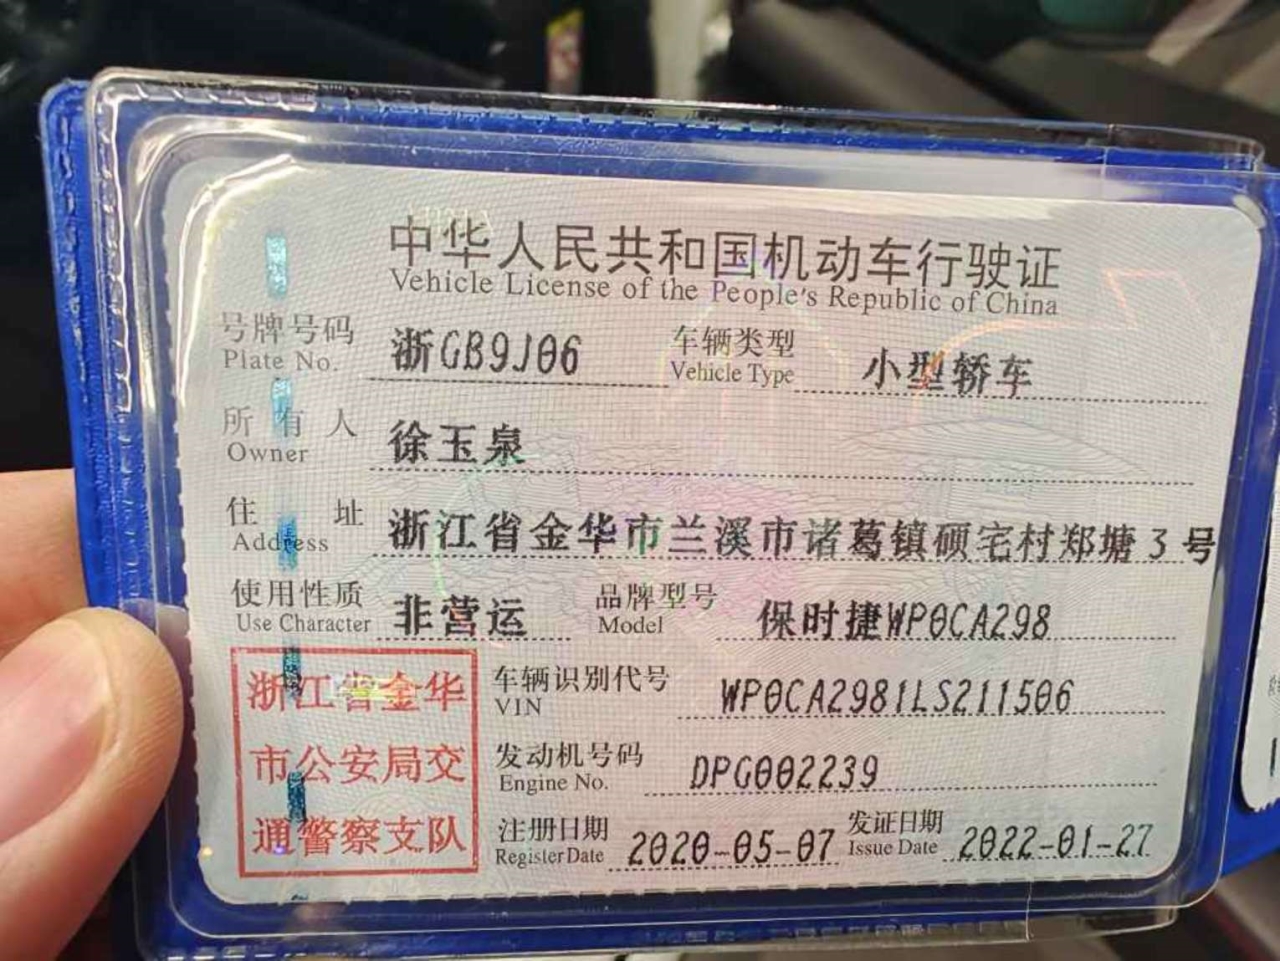 中华人民共和国机动车行驶证
Vehicle License of the People's Republic of China
号牌号码 浙GB9J06 车辆类型 小型轿车
Plate No. Vehicle Type
所有人 徐玉泉
Owner
住址 浙江省金华市兰溪市诸葛镇硕宅村郑塘3号
Address
使用性质 非营运 品牌型号 保时捷WP0CA298
Use Character Model
浙江省金华
市公安局交
通警察支队
车辆识别代号 WP0CA2981LS211506
VIN
发动机号码 DPG002239
Engine No.
注册日期 2020-05-07 发证日期 2022-01-27
Register Date Issue Date